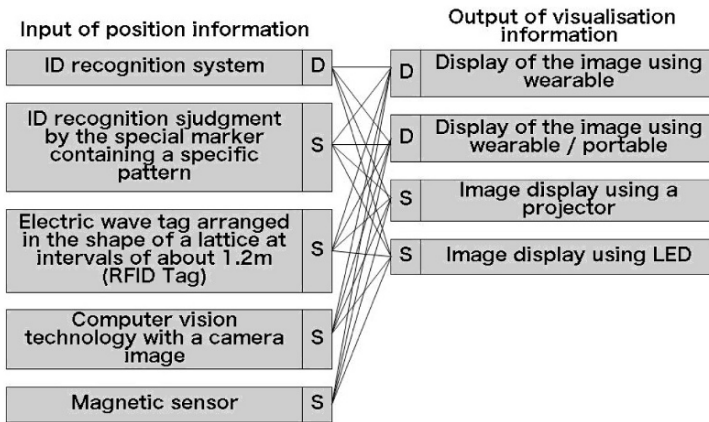 Input of position information
ID recognition system
D
ID recognition sjudgment
by the special marker
containing a specific
pattern
S
Electric wave tag arranged
in the shape of a lattice at
intervals of about 1.2m
(RFID Tag)
S
Computer vision
technology with a camera
image
S
Magnetic sensor
S
Output of visualisation
information
D
Display of the image using
wearable
D
Display of the image using
wearable / portable
S
Image display using a
projector
S
Image display using LED